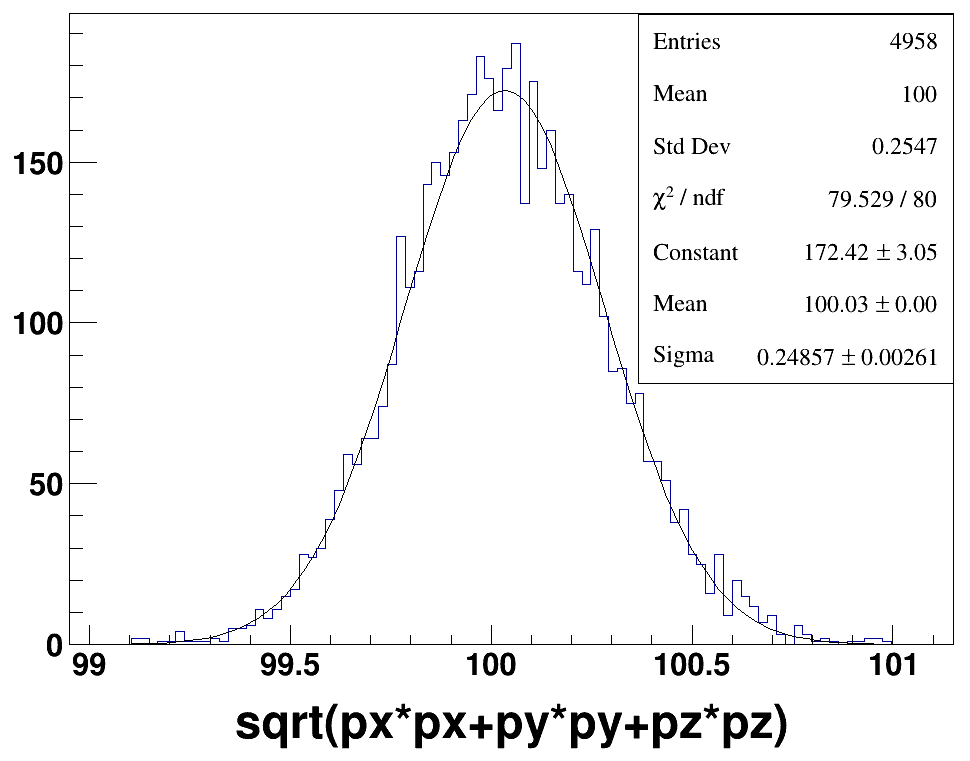 Entries 4958
Mean 100
Std Dev 0.2547
χ² / ndf 79.529 / 80
Constant 172.42 ± 3.05
Mean 100.03 ± 0.00
Sigma 0.24857 ± 0.00261
150
100
50
0
99 99.5 100 100.5 101
sqrt(px*px+py*py+pz*pz)